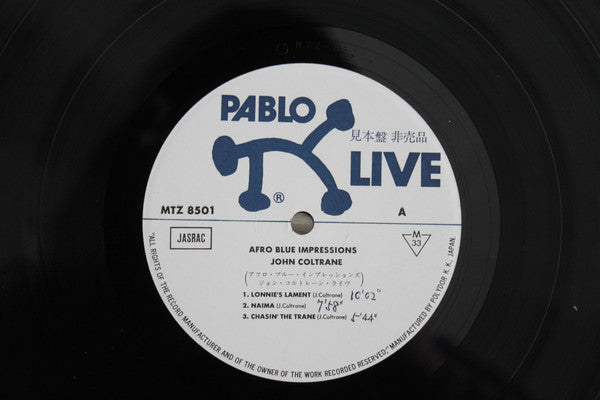 MTZ 85
PABLO
見本盤 非売品
LIVE
®
MTZ 8501
A
JASRAC
M
33
AFRO BLUE IMPRESSIONS
JOHN COLTRANE
(アフロ・ブルー・インプレッションズ
ジョン・コルトレーン・ライヴ)
1. LONNIE'S LAMENT (J.Coltrane) 10'02"
2. NAIMA (J.Coltrane) 7'58"
3. CHASIN' THE TRANE (J.Coltrane) 5'44"
"ALL RIGHTS OF THE RECORD MANUFACTURER AND OF THE OWNER OF THE WORK RECORDED RESERVED," MANUFACTURED BY POLYDOR K. K., JAPAN.